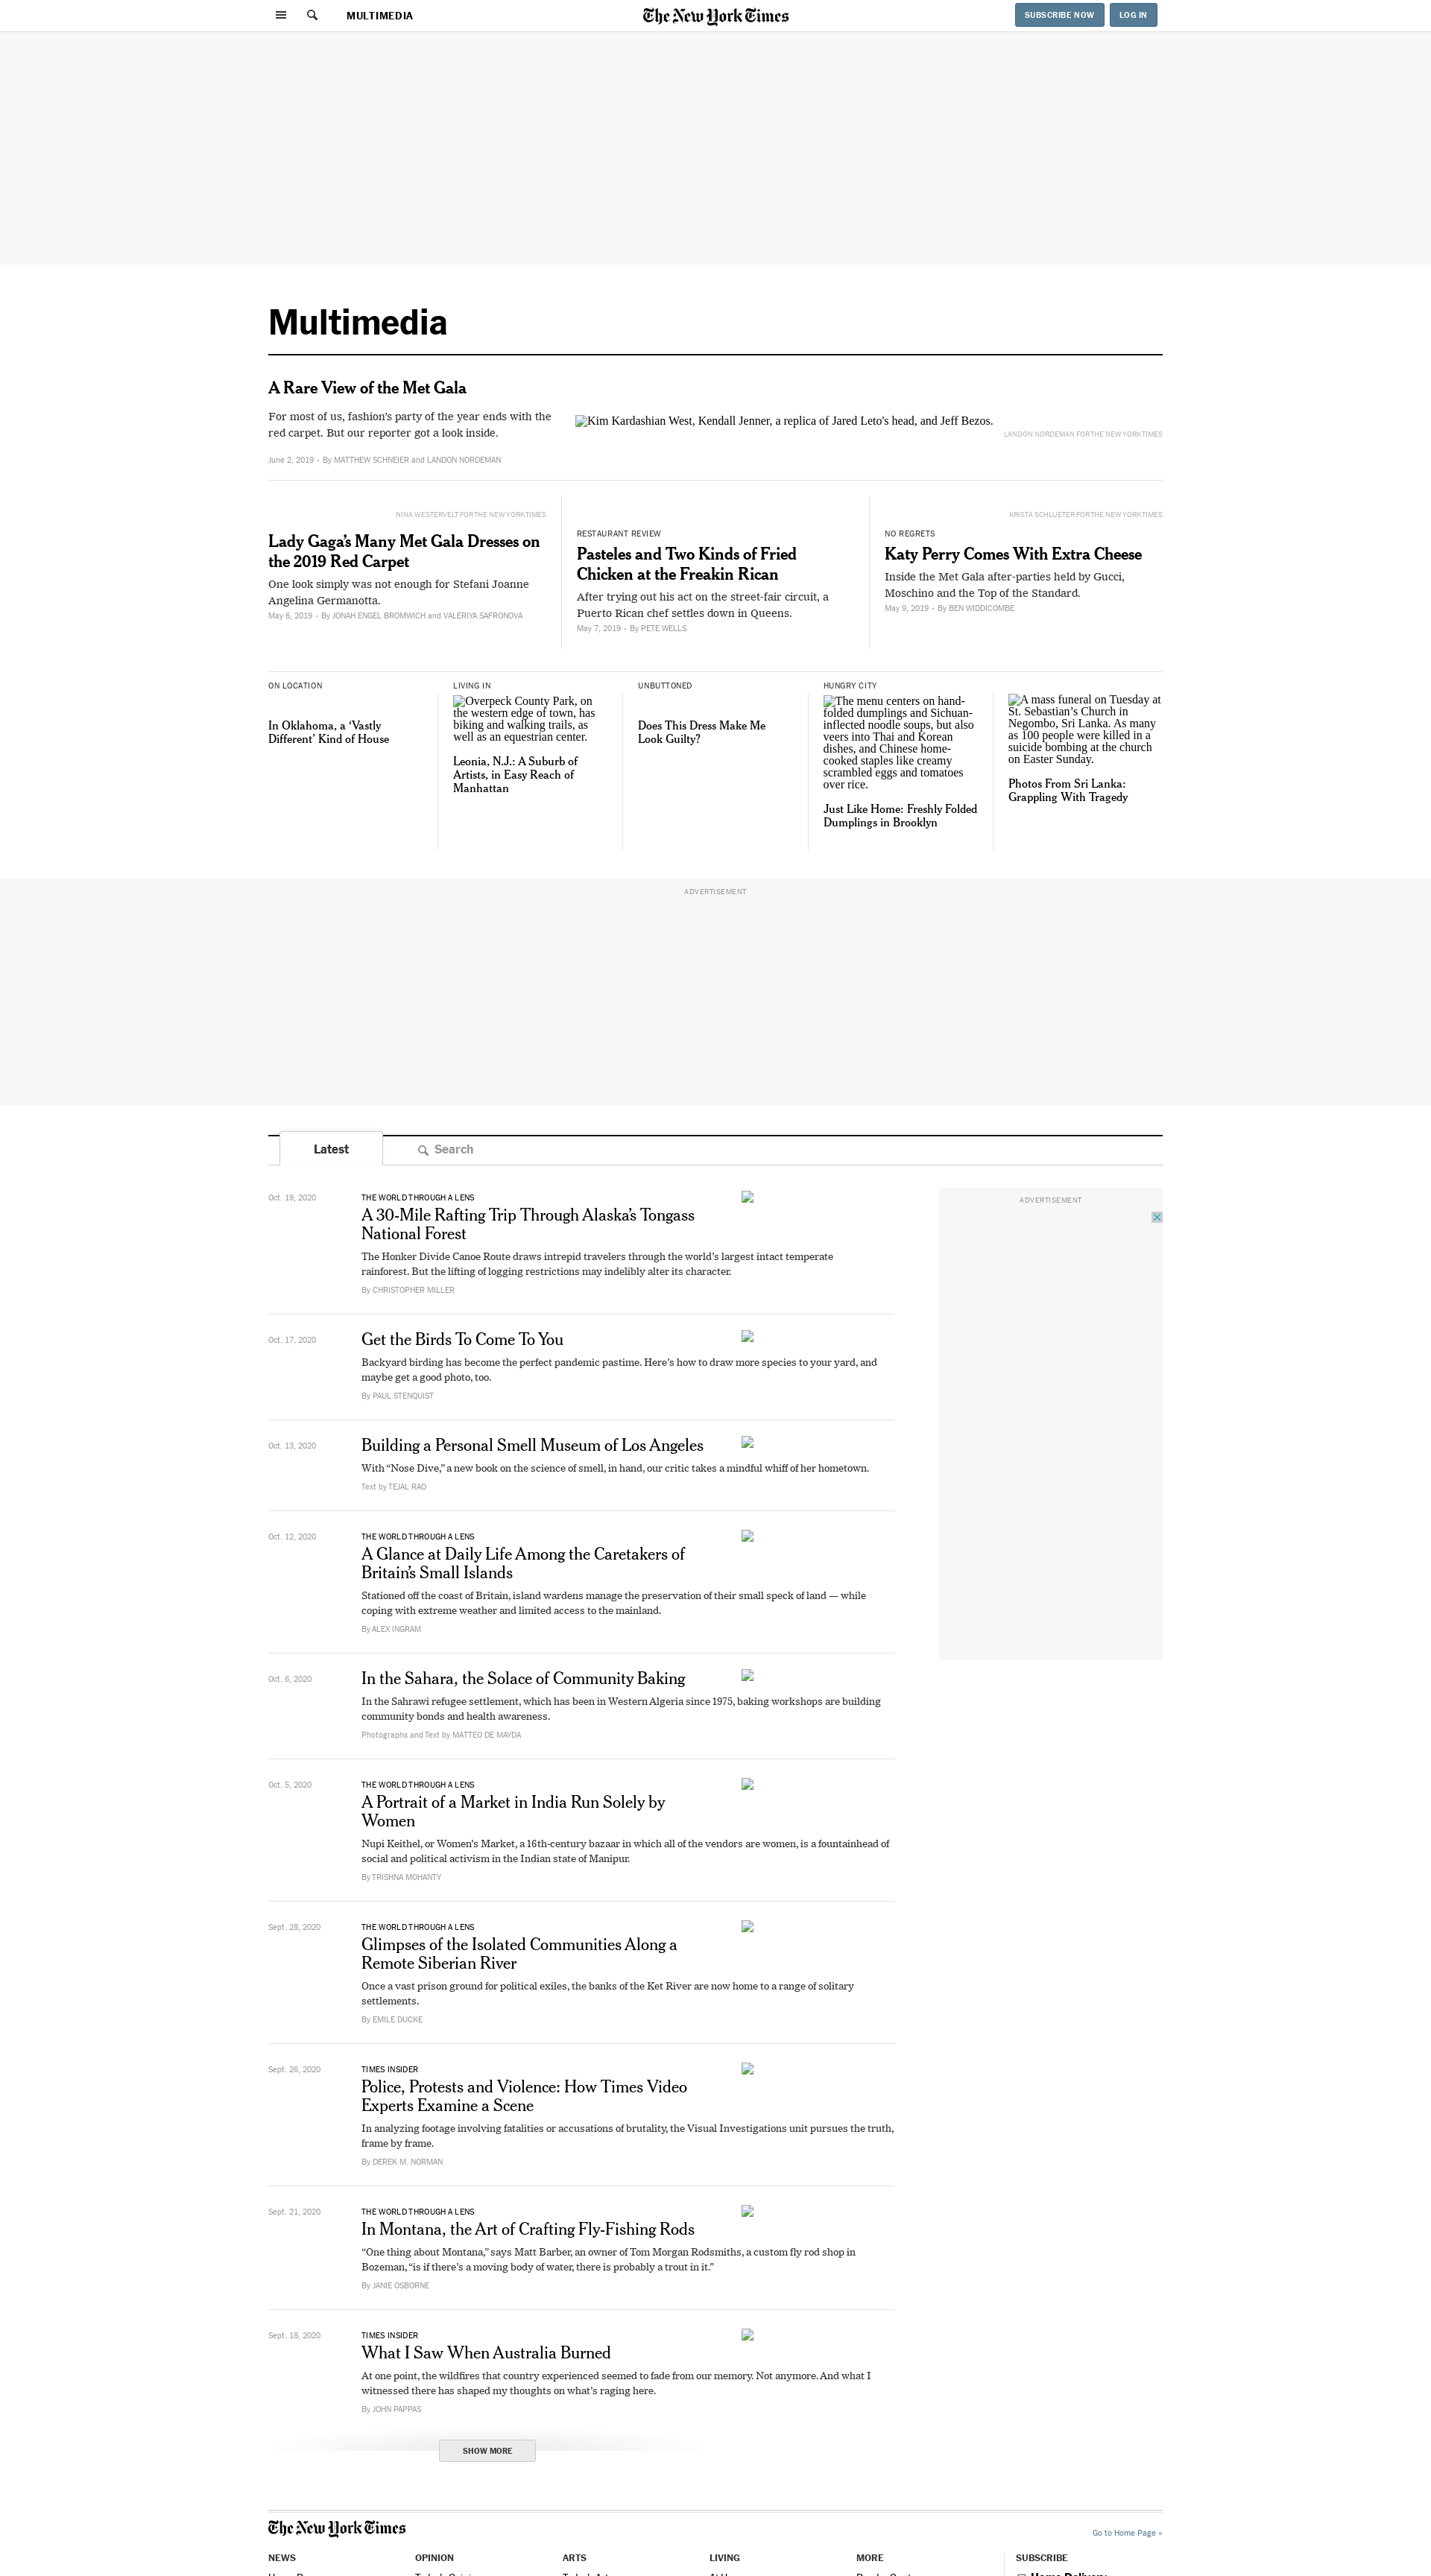 MULTIMEDIA
The New York Times
SUBSCRIBE NOW
LOG IN
Multimedia
A Rare View of the Met Gala
For most of us, fashion’s party of the year ends with the
red carpet. But our reporter got a look inside.
June 2, 2019 • By MATTHEW SCHNEIER and LANDON NORDEMAN
Kim Kardashian West, Kendall Jenner, a replica of Jared Leto's head, and Jeff Bezos.
LANDON NORDEMAN FOR THE NEW YORK TIMES
NINA WESTERVELT FOR THE NEW YORK TIMES
Lady Gaga’s Many Met Gala Dresses on
the 2019 Red Carpet
One look simply was not enough for Stefani Joanne
Angelina Germanotta.
May 6, 2019 • By JONAH ENGEL BROMWICH and VALERIYA SAFRONOVA
RESTAURANT REVIEW
Pasteles and Two Kinds of Fried
Chicken at the Freakin Rican
After trying out his act on the street-fair circuit, a
Puerto Rican chef settles down in Queens.
May 7, 2019 • By PETE WELLS
KRISTA SCHLUETER FOR THE NEW YORK TIMES
NO REGRETS
Katy Perry Comes With Extra Cheese
Inside the Met Gala after-parties held by Gucci,
Moschino and the Top of the Standard.
May 9, 2019 • By BEN WIDDICOMBE
ON LOCATION
In Oklahoma, a ‘Vastly
Different’ Kind of House
LIVING IN
Overpeck County Park, on
the western edge of town, has
biking and walking trails, as
well as an equestrian center.
Leonia, N.J.: A Suburb of
Artists, in Easy Reach of
Manhattan
UNBUTTONED
Does This Dress Make Me
Look Guilty?
HUNGRY CITY
The menu centers on hand-
folded dumplings and Sichuan-
inflected noodle soups, but also
veers into Thai and Korean
dishes, and Chinese home-
cooked staples like creamy
scrambled eggs and tomatoes
over rice.
Just Like Home: Freshly Folded
Dumplings in Brooklyn
A mass funeral on Tuesday at
St. Sebastian’s Church in
Negombo, Sri Lanka. As many
as 100 people were killed in a
suicide bombing at the church
on Easter Sunday.
Photos From Sri Lanka:
Grappling With Tragedy
ADVERTISEMENT
Latest
Search
ADVERTISEMENT
Oct. 19, 2020
THE WORLD THROUGH A LENS
A 30-Mile Rafting Trip Through Alaska’s Tongass
National Forest
The Honker Divide Canoe Route draws intrepid travelers through the world’s largest intact temperate
rainforest. But the lifting of logging restrictions may indelibly alter its character.
By CHRISTOPHER MILLER
Oct. 17, 2020
Get the Birds To Come To You
Backyard birding has become the perfect pandemic pastime. Here’s how to draw more species to your yard, and
maybe get a good photo, too.
By PAUL STENQUIST
Oct. 13, 2020
Building a Personal Smell Museum of Los Angeles
With “Nose Dive,” a new book on the science of smell, in hand, our critic takes a mindful whiff of her hometown.
Text by TEJAL RAO
Oct. 12, 2020
THE WORLD THROUGH A LENS
A Glance at Daily Life Among the Caretakers of
Britain’s Small Islands
Stationed off the coast of Britain, island wardens manage the preservation of their small speck of land — while
coping with extreme weather and limited access to the mainland.
By ALEX INGRAM
Oct. 6, 2020
In the Sahara, the Solace of Community Baking
In the Sahrawi refugee settlement, which has been in Western Algeria since 1975, baking workshops are building
community bonds and health awareness.
Photographs and Text by MATTEO DE MAYDA
Oct. 5, 2020
THE WORLD THROUGH A LENS
A Portrait of a Market in India Run Solely by
Women
Nupi Keithel, or Women’s Market, a 16th-century bazaar in which all of the vendors are women, is a fountainhead of
social and political activism in the Indian state of Manipur.
By TRISHNA MOHANTY
Sept. 28, 2020
THE WORLD THROUGH A LENS
Glimpses of the Isolated Communities Along a
Remote Siberian River
Once a vast prison ground for political exiles, the banks of the Ket River are now home to a range of solitary
settlements.
By EMILE DUCKE
Sept. 26, 2020
TIMES INSIDER
Police, Protests and Violence: How Times Video
Experts Examine a Scene
In analyzing footage involving fatalities or accusations of brutality, the Visual Investigations unit pursues the truth,
frame by frame.
By DEREK M. NORMAN
Sept. 21, 2020
THE WORLD THROUGH A LENS
In Montana, the Art of Crafting Fly-Fishing Rods
“One thing about Montana,” says Matt Barber, an owner of Tom Morgan Rodsmiths, a custom fly rod shop in
Bozeman, “is if there’s a moving body of water, there is probably a trout in it.”
By JANIE OSBORNE
Sept. 18, 2020
TIMES INSIDER
What I Saw When Australia Burned
At one point, the wildfires that country experienced seemed to fade from our memory. Not anymore. And what I
witnessed there has shaped my thoughts on what’s raging here.
By JOHN PAPPAS
SHOW MORE
The New York Times
Go to Home Page »
NEWS
OPINION
ARTS
LIVING
MORE
SUBSCRIBE